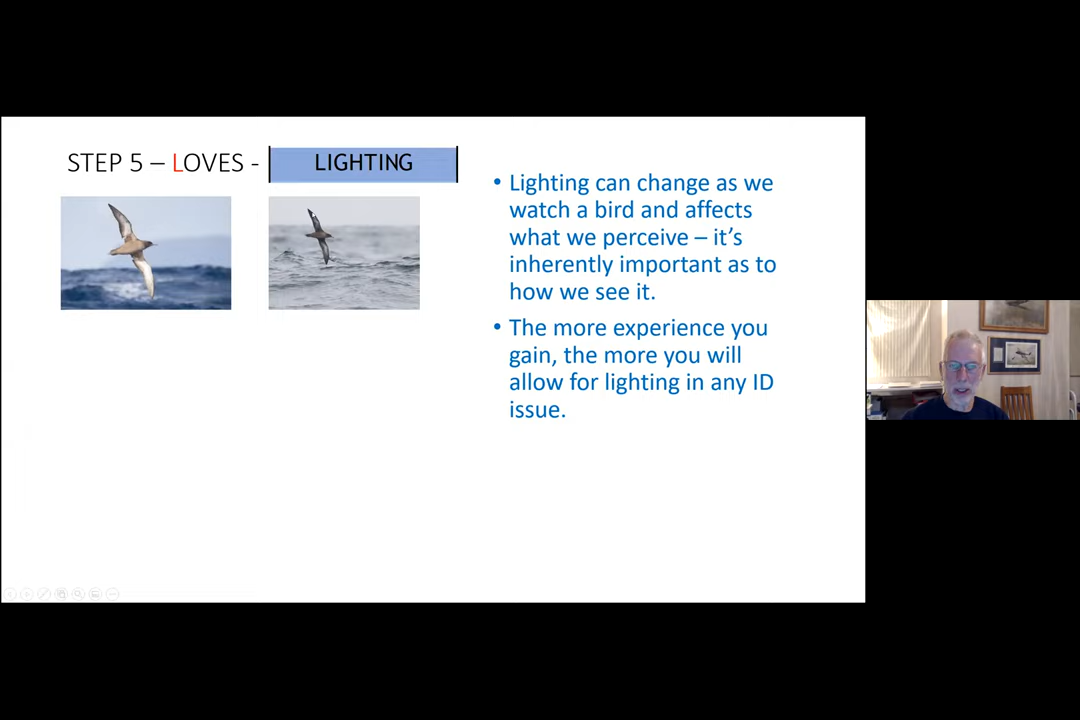 STEP 5 – LOVES - LIGHTING
• Lighting can change as we
watch a bird and affects
what we perceive – it’s
inherently important as to
how we see it.
• The more experience you
gain, the more you will
allow for lighting in any ID
issue.